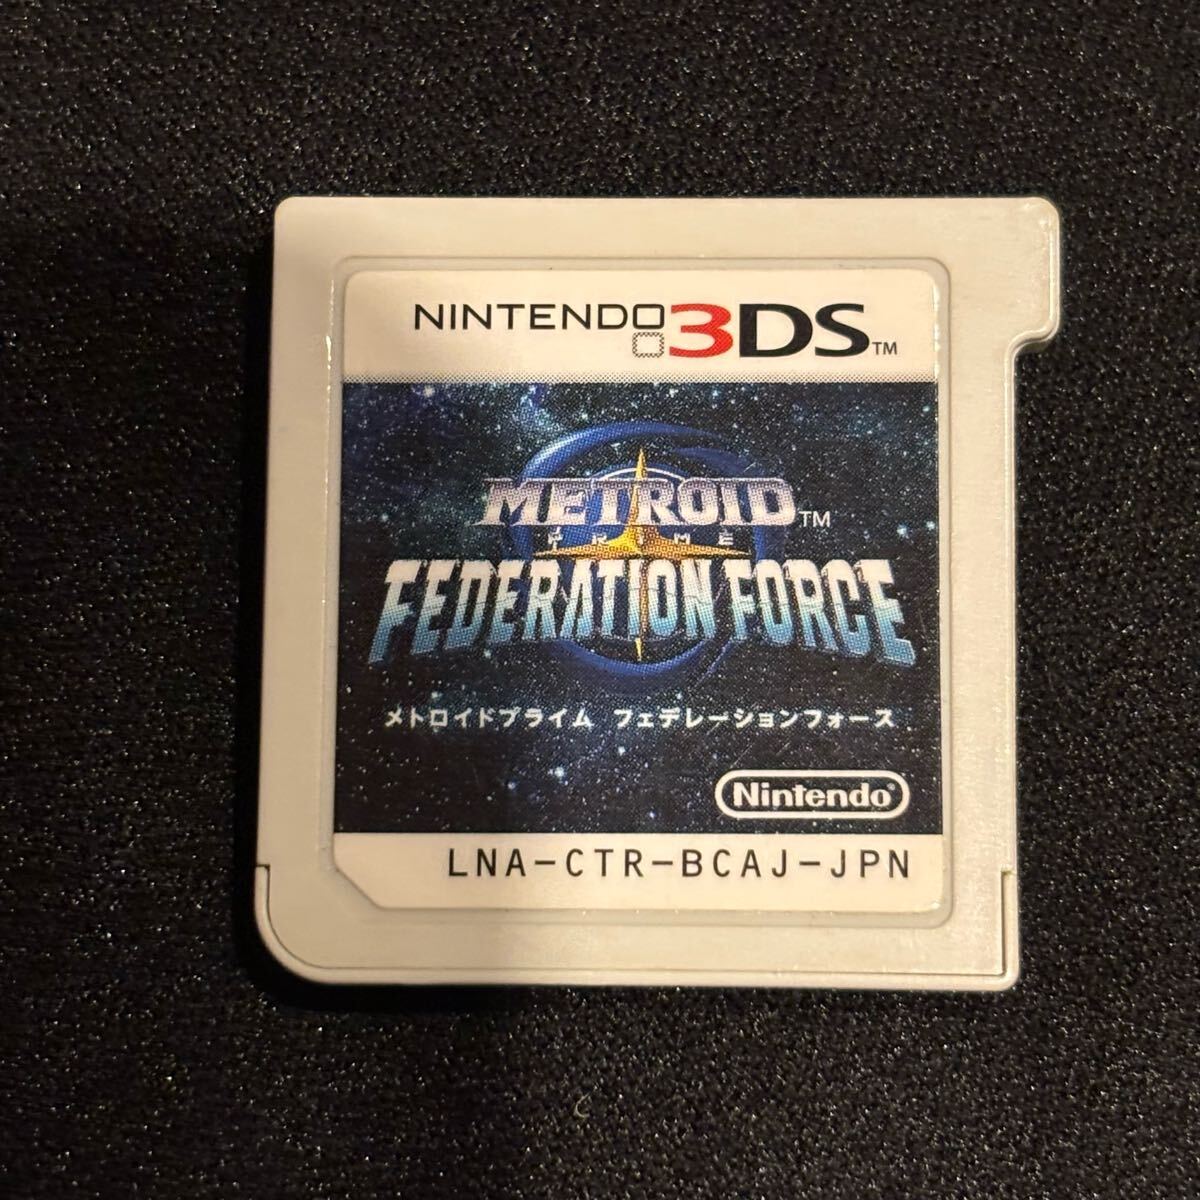 NINTENDO 3DS™
METROID™
PRIME
FEDERATION FORCE
メトロイドプライム フェデレーションフォース
Nintendo®
LNA-CTR-BCAJ-JPN